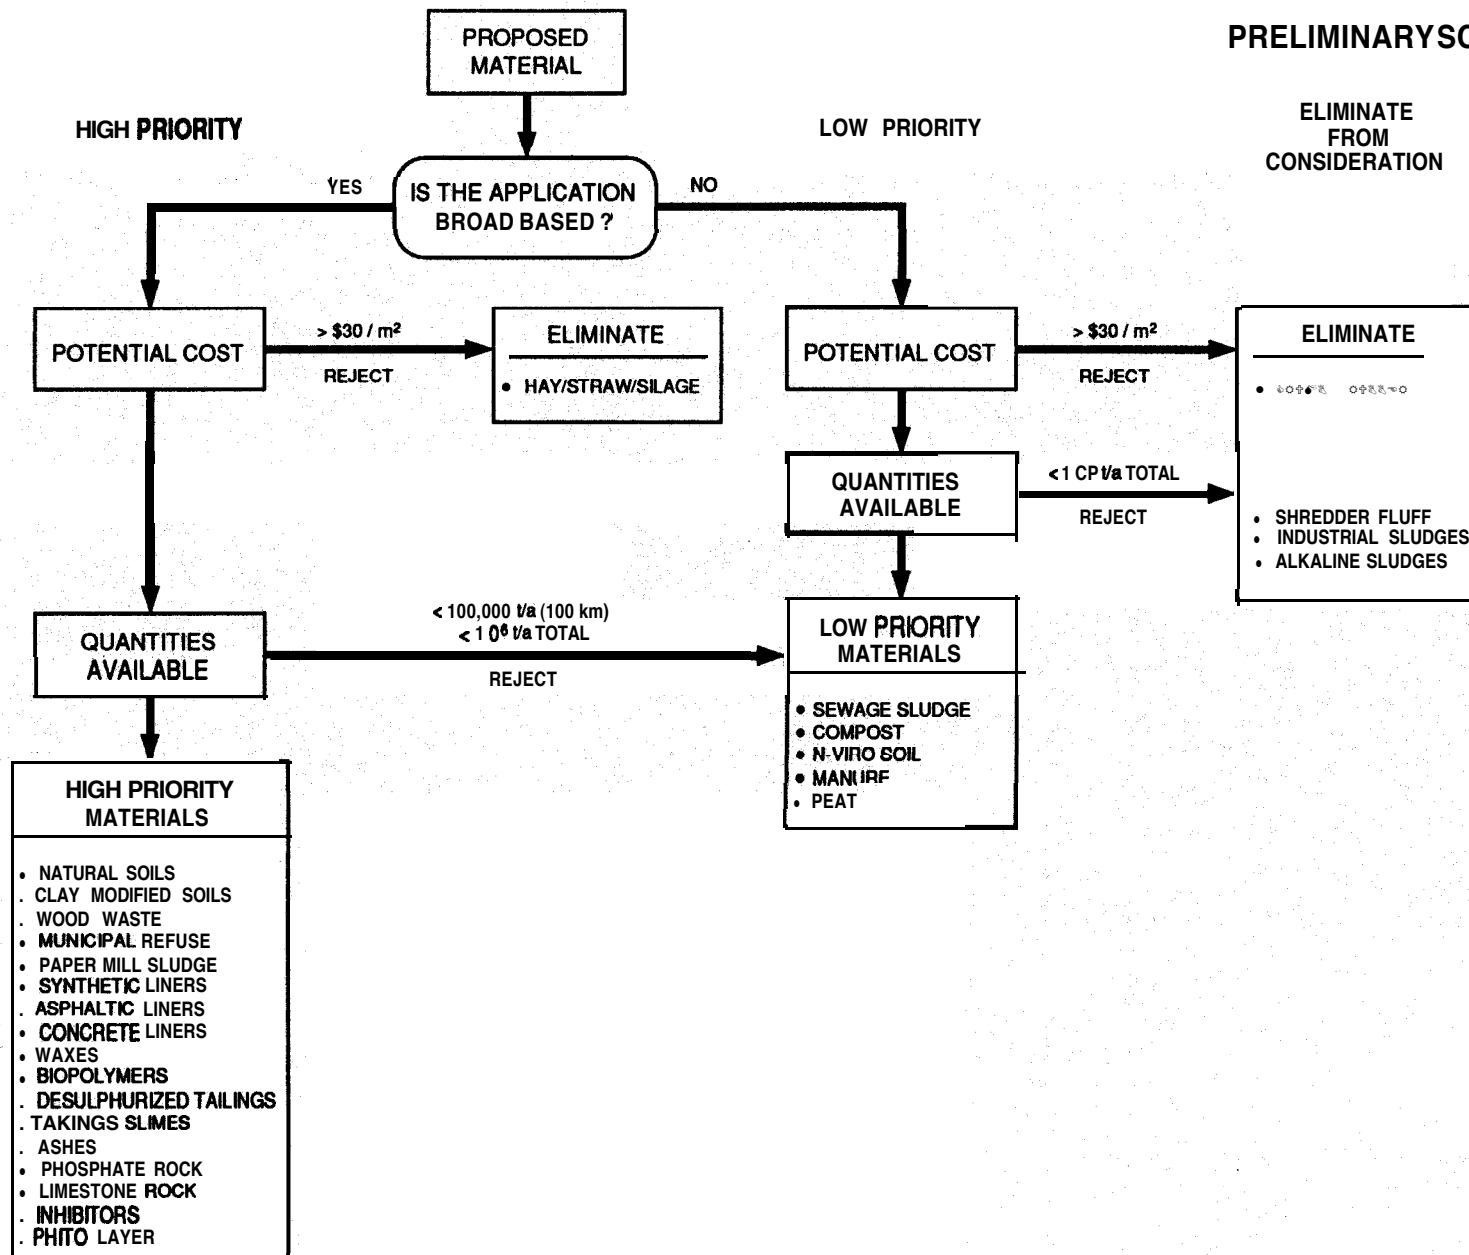 PROPOSED
MATERIAL
PRELIMINARYSC
HIGH PRIORITY
LOW PRIORITY
ELIMINATE
FROM
CONSIDERATION
YES
IS THE APPLICATION
BROAD BASED ?
NO
POTENTIAL COST
> $30 / m²
REJECT
ELIMINATE
• HAY/STRAW/SILAGE
POTENTIAL COST
> $30 / m²
REJECT
ELIMINATE
QUANTITIES
AVAILABLE
< 1 CP t/a TOTAL
REJECT
• SHREDDER FLUFF
• INDUSTRIAL SLUDGES
• ALKALINE SLUDGES
QUANTITIES
AVAILABLE
< 100,000 t/a (100 km)
< 1 0⁶ t/a TOTAL
REJECT
LOW PRIORITY
MATERIALS
• SEWAGE SLUDGE
• COMPOST
• N-VIRO SOIL
• MANURF
• PEAT
HIGH PRIORITY
MATERIALS
• NATURAL SOILS
. CLAY MODIFIED SOILS
. WOOD WASTE
• MUNICIPAL REFUSE
• PAPER MILL SLUDGE
• SYNTHETIC LINERS
. ASPHALTIC LINERS
• CONCRETE LINERS
• WAXES
• BIOPOLYMERS
. DESULPHURIZED TAILINGS
. TAKINGS SLIMES
. ASHES
• PHOSPHATE ROCK
• LIMESTONE ROCK
. INHIBITORS
. PHITO LAYER